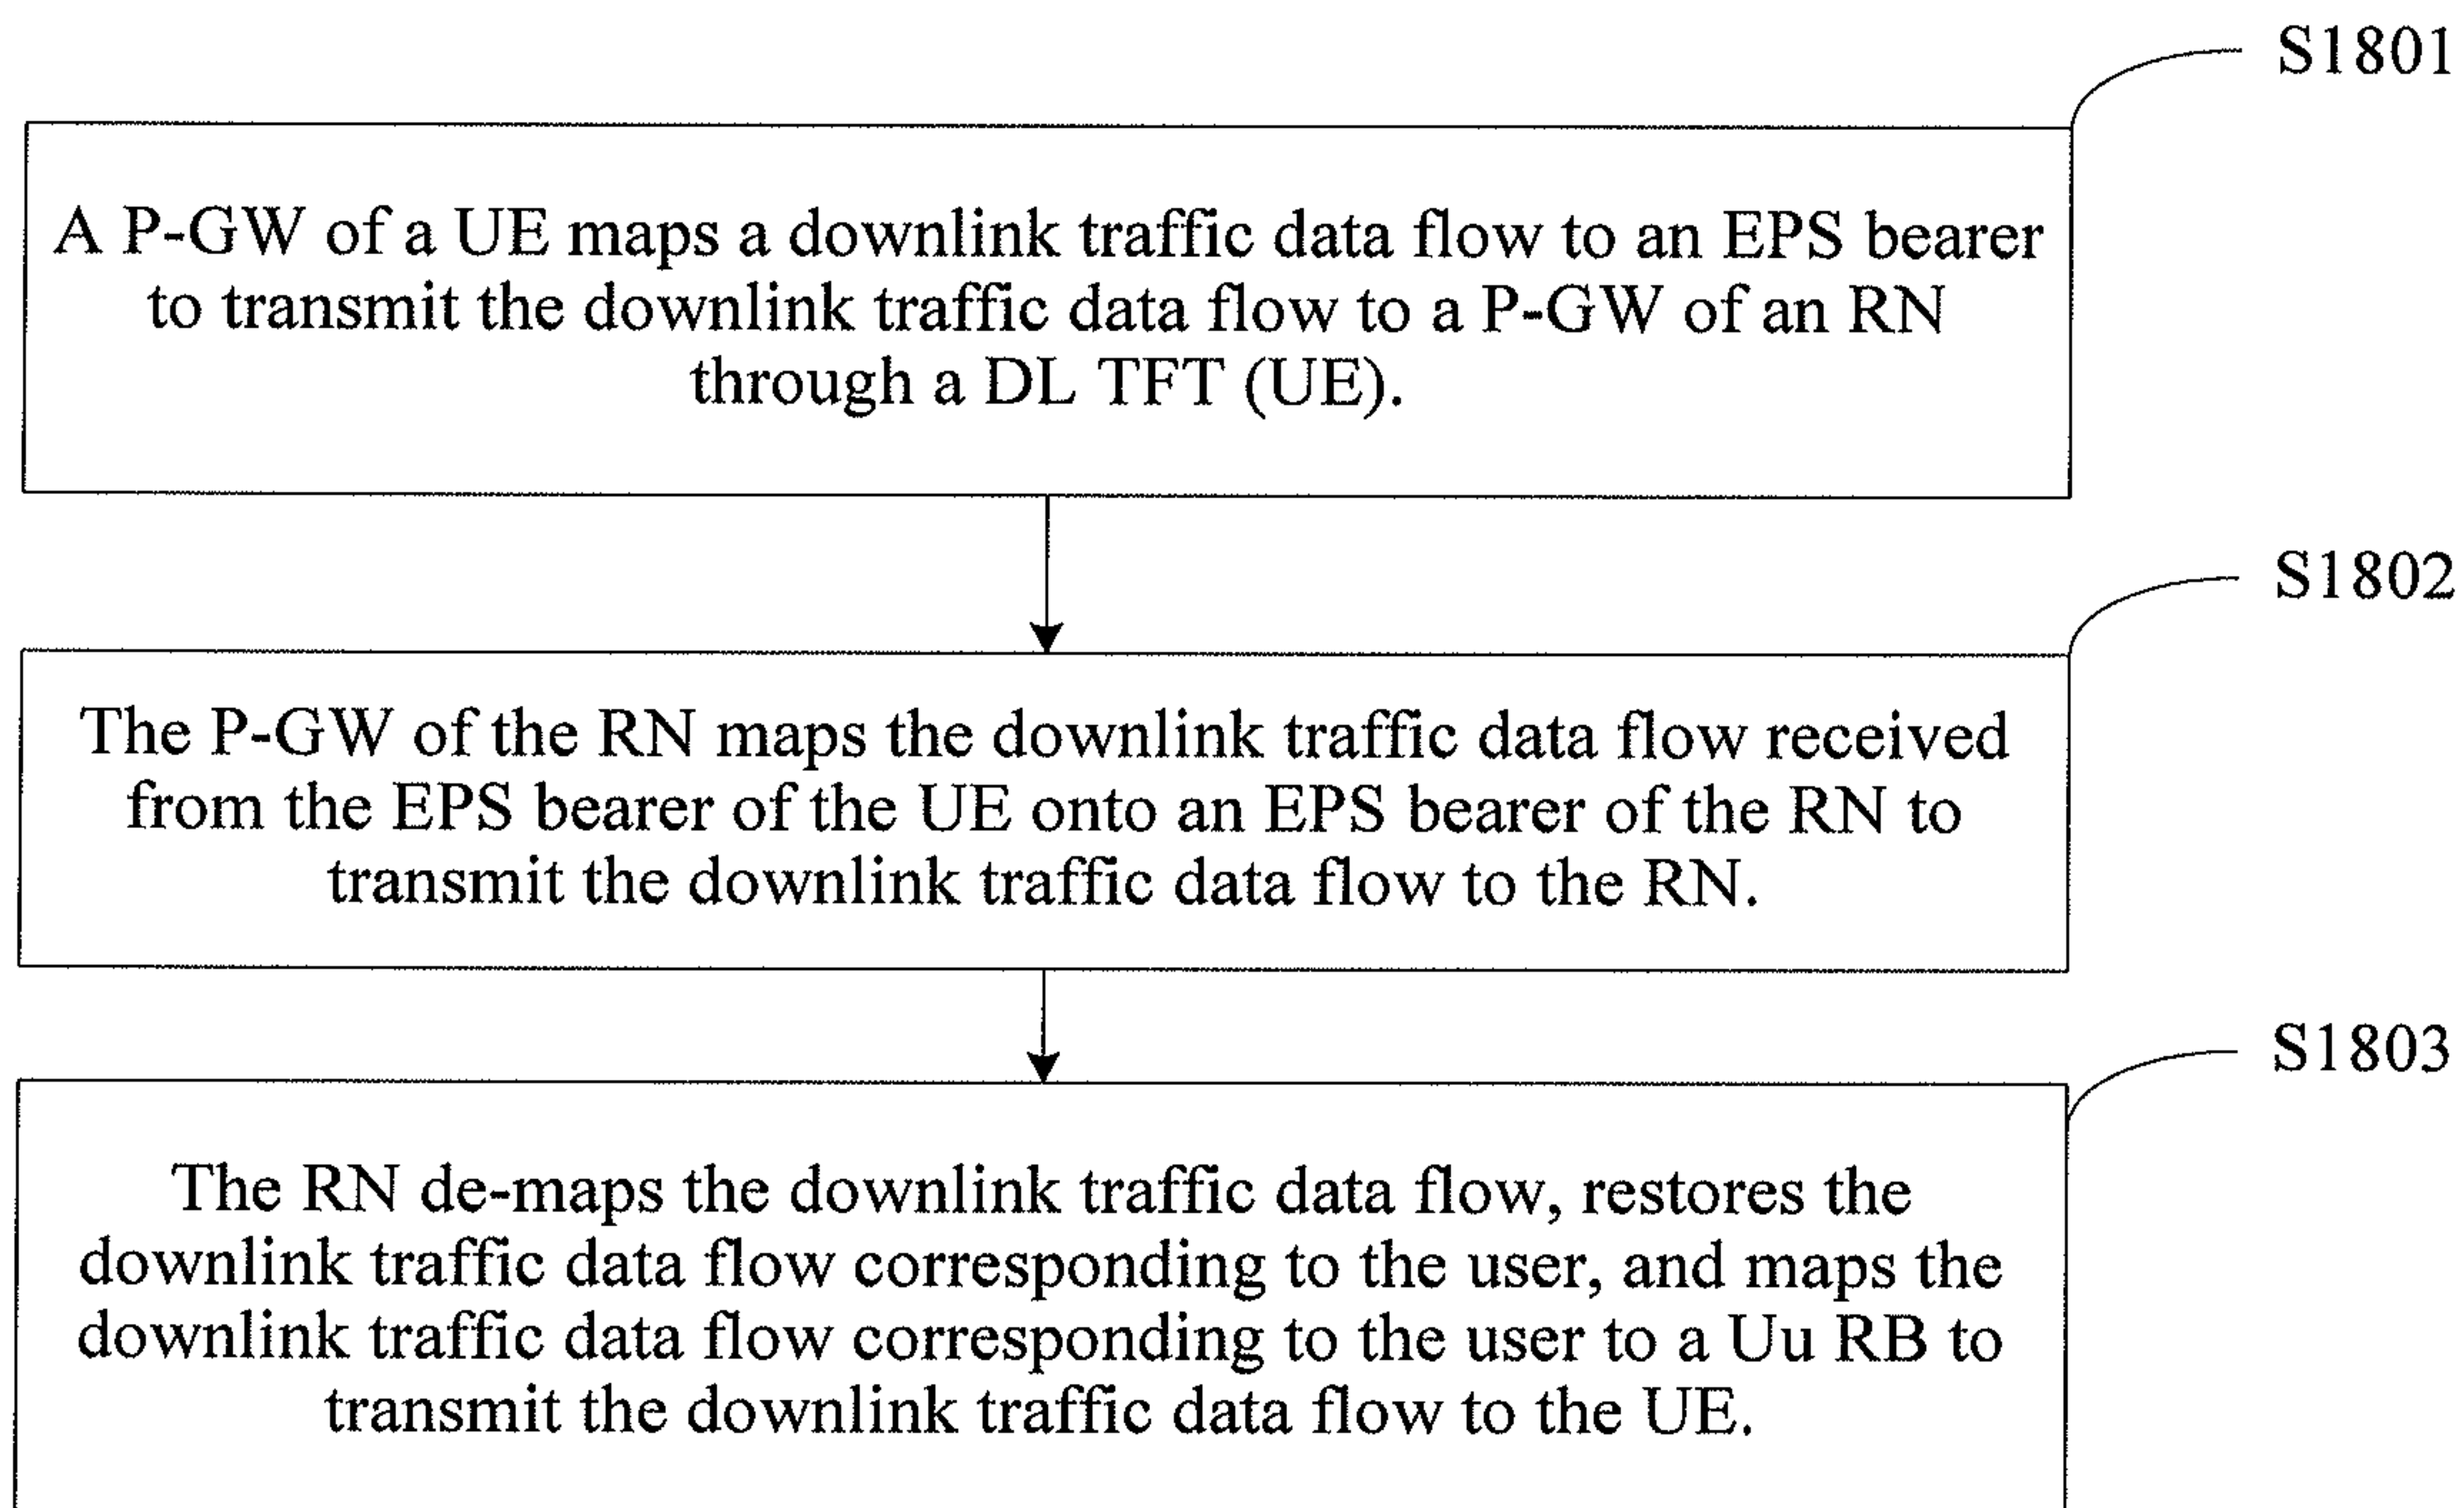 S1801
A P-GW of a UE maps a downlink traffic data flow to an EPS bearer
to transmit the downlink traffic data flow to a P-GW of an RN
through a DL TFT (UE).
S1802
The P-GW of the RN maps the downlink traffic data flow received
from the EPS bearer of the UE onto an EPS bearer of the RN to
transmit the downlink traffic data flow to the RN.
S1803
The RN de-maps the downlink traffic data flow, restores the
downlink traffic data flow corresponding to the user, and maps the
downlink traffic data flow corresponding to the user to a Uu RB to
transmit the downlink traffic data flow to the UE.